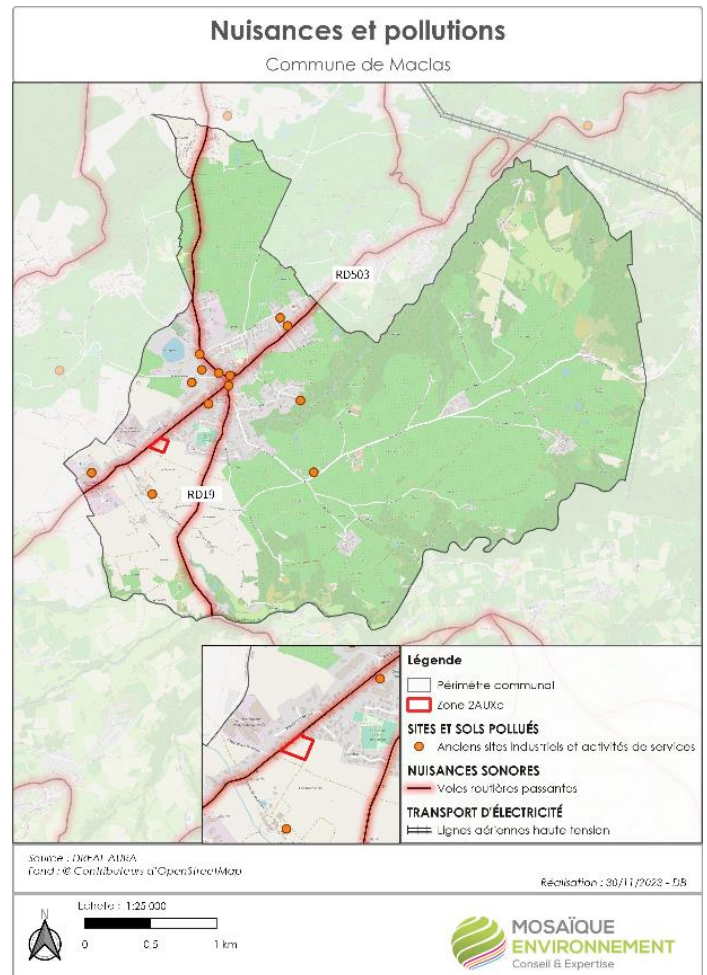 Nuisances et pollutions
Commune de Maclas
RD503
RD19
Légende
Périmètre communal
Zone 2AUXc
SITES ET SOLS POLLUÉS
Anciens sites industriels et activités de services
NUISANCES SONORES
Voies routières passantes
TRANSPORT D'ÉLECTRICITÉ
Lignes aériennes haute tension
Source : DREAL AURA
Fond : © Contributeurs d'OpenStreetMap
Réalisation : 30/11/2023 - DB
N
Echelle : 1:25 000
0 0,5 1 km
MOSAÏQUE
ENVIRONNEMENT
Conseil & Expertise